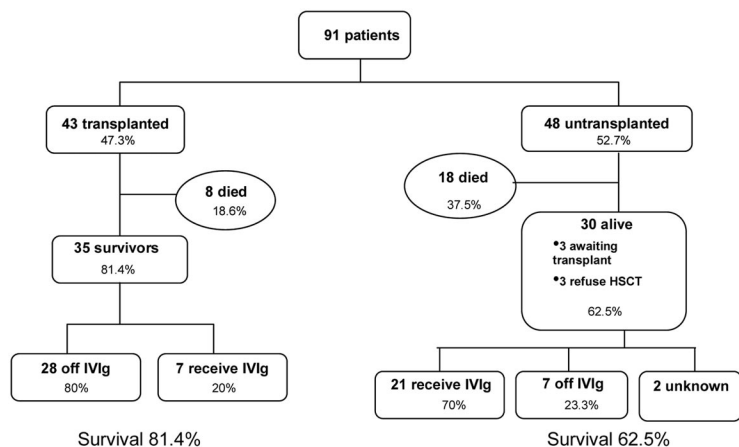 91 patients
43 transplanted
47.3%
48 untransplanted
52.7%
8 died
18.6%
18 died
37.5%
35 survivors
81.4%
30 alive
•3 awaiting
transplant
•3 refuse HSCT
62.5%
28 off IVIg
80%
7 receive IVIg
20%
21 receive IVIg
70%
7 off IVIg
23.3%
2 unknown
Survival 81.4%
Survival 62.5%